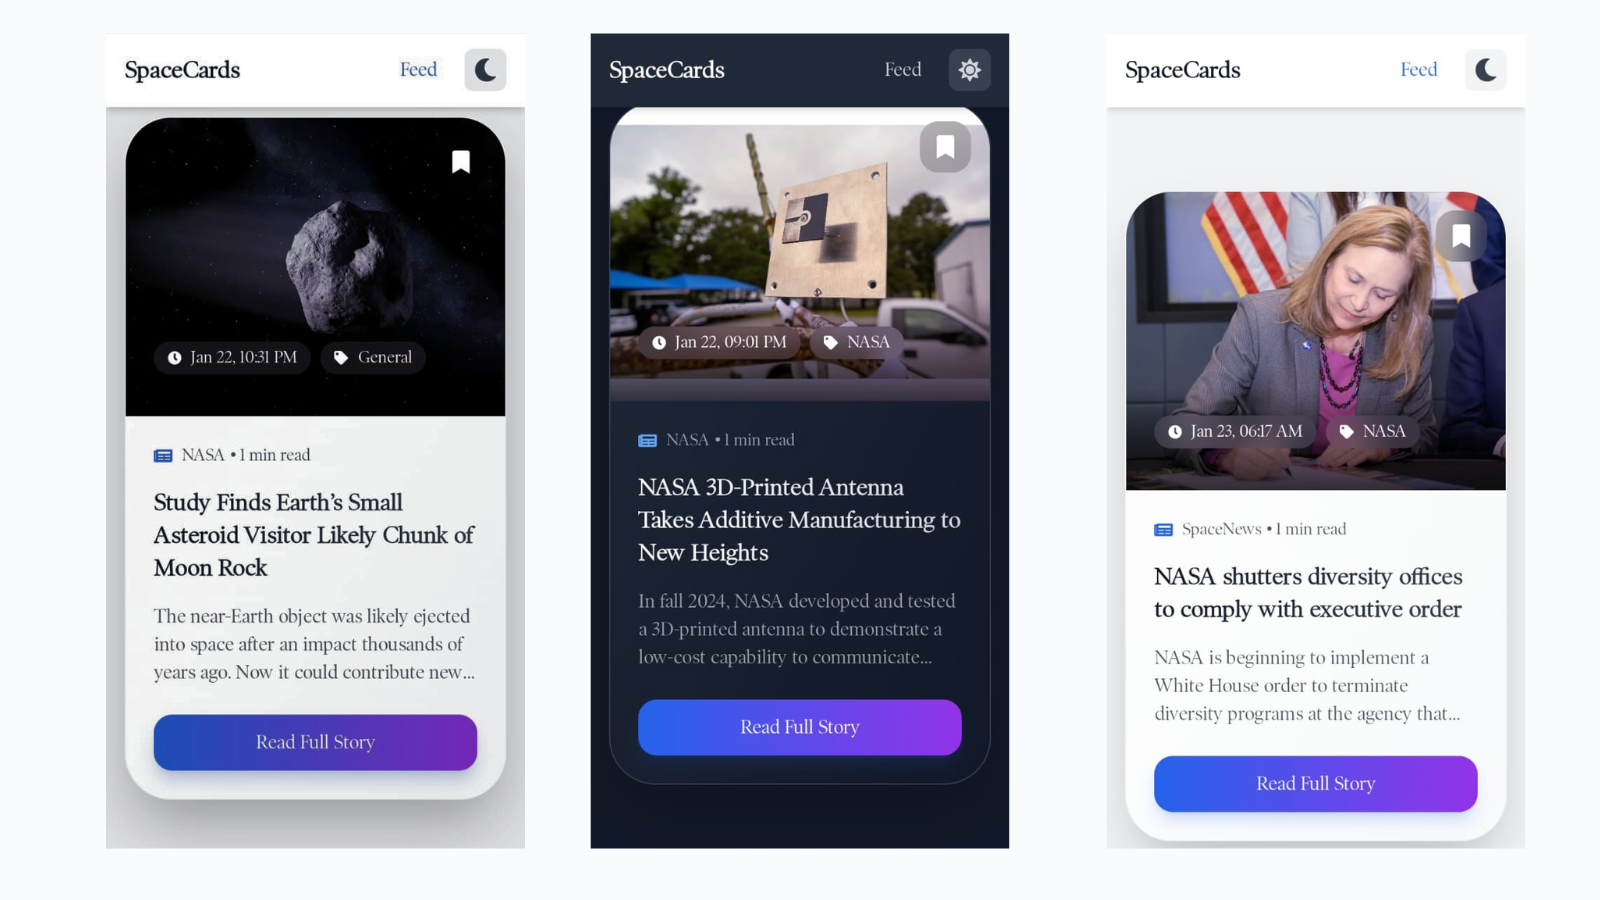 SpaceCards
Feed
Jan 22, 10:31 PM
General
NASA • 1 min read
Study Finds Earth’s Small
Asteroid Visitor Likely Chunk of
Moon Rock
The near-Earth object was likely ejected
into space after an impact thousands of
years ago. Now it could contribute new...
Read Full Story
SpaceCards
Feed
Jan 22, 09:01 PM
NASA
NASA • 1 min read
NASA 3D-Printed Antenna
Takes Additive Manufacturing to
New Heights
In fall 2024, NASA developed and tested
a 3D-printed antenna to demonstrate a
low-cost capability to communicate...
Read Full Story
SpaceCards
Feed
Jan 23, 06:17 AM
NASA
SpaceNews • 1 min read
NASA shutters diversity offices
to comply with executive order
NASA is beginning to implement a
White House order to terminate
diversity programs at the agency that...
Read Full Story